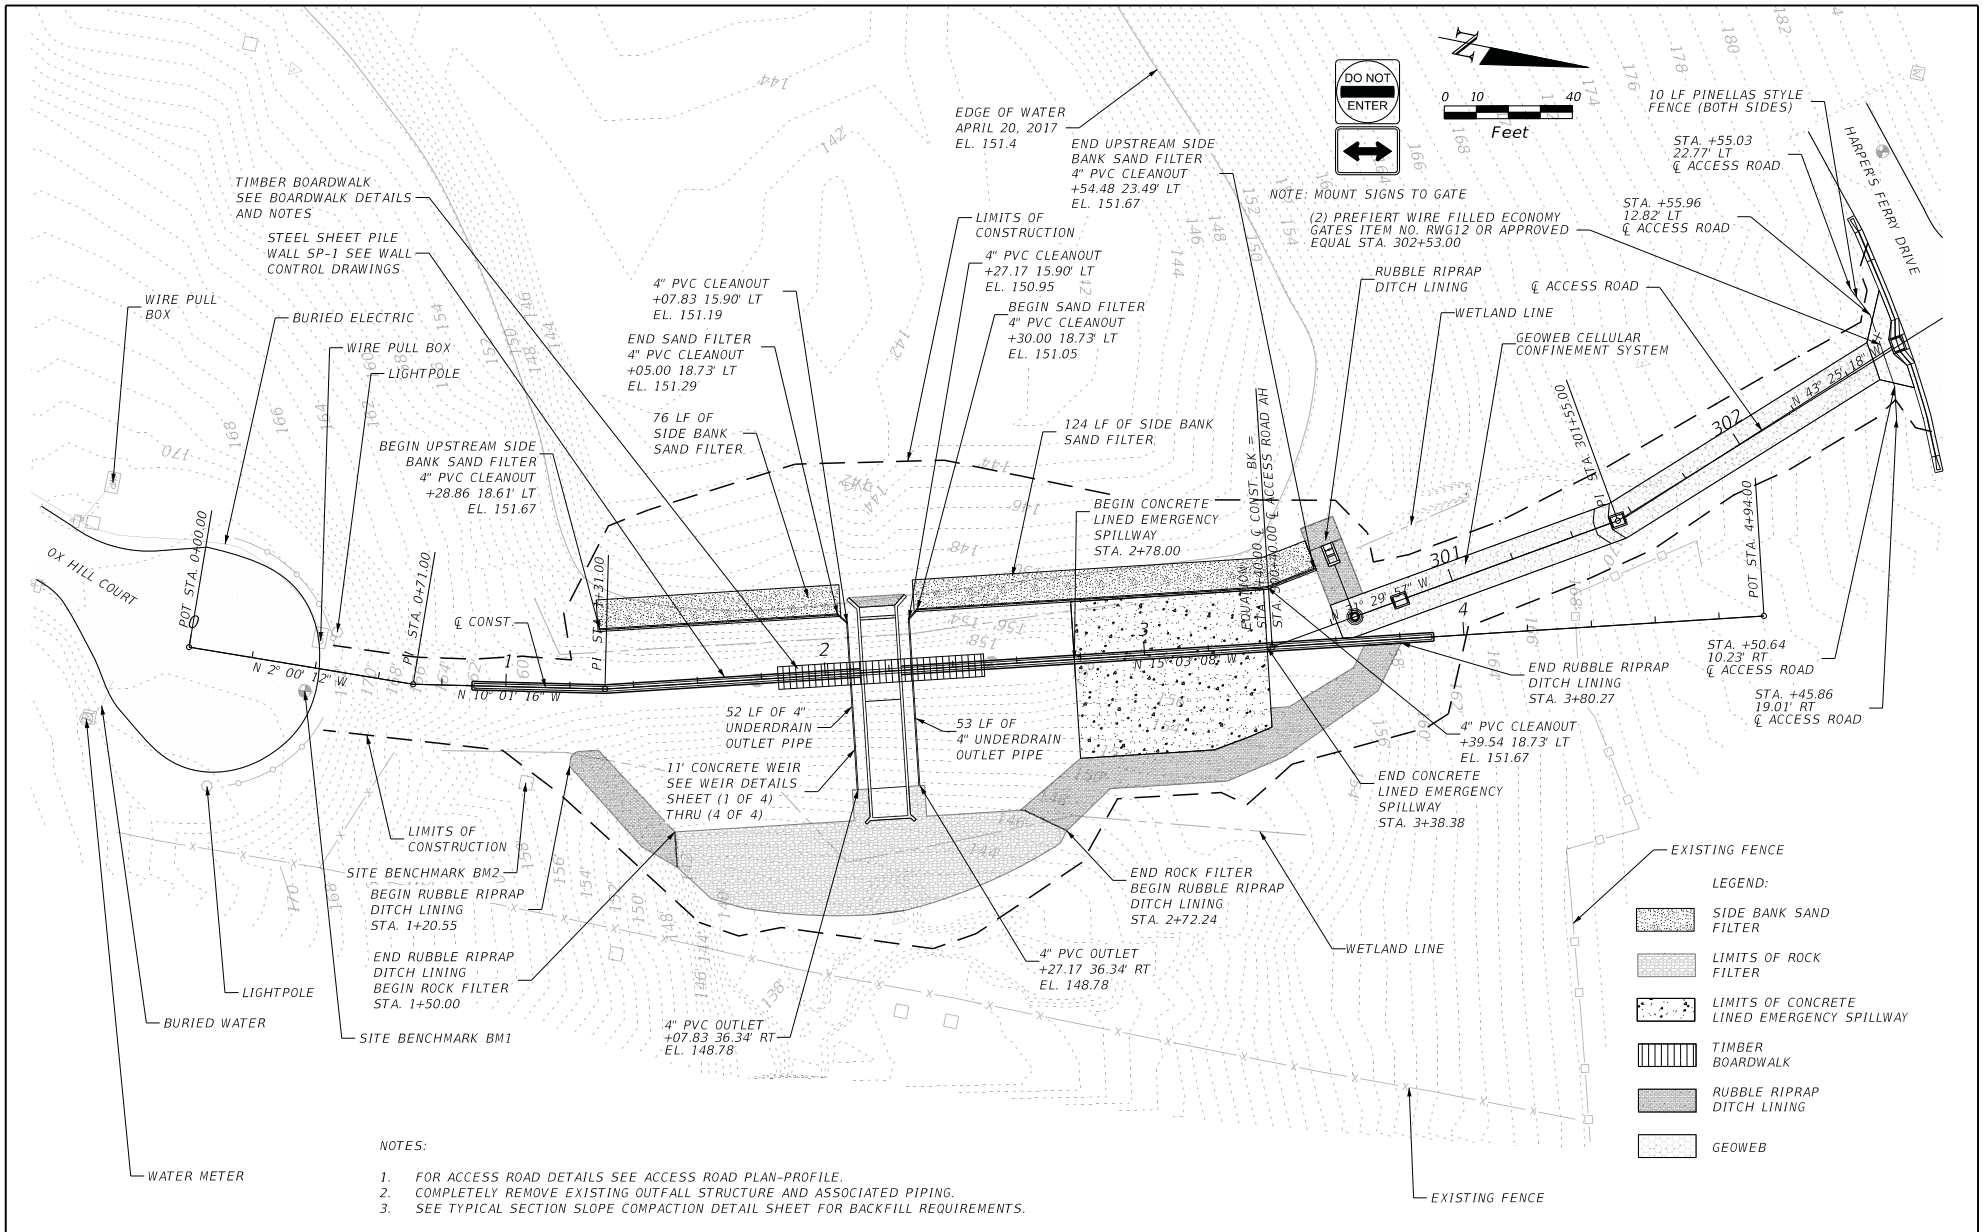 DO NOT
ENTER
N
0 10 40
Feet
NOTE: MOUNT SIGNS TO GATE
10 LF PINELLAS STYLE
FENCE (BOTH SIDES)
STA. +55.03
22.77' LT
℄ ACCESS ROAD
HARPER'S FERRY DRIVE
STA. +55.96
12.82' LT
℄ ACCESS ROAD
(2) PREFIERT WIRE FILLED ECONOMY
GATES ITEM NO. RWG12 OR APPROVED
EQUAL STA. 302+53.00
EDGE OF WATER
APRIL 20, 2017
EL. 151.4
END UPSTREAM SIDE
BANK SAND FILTER
4" PVC CLEANOUT
+54.48 23.49' LT
EL. 151.67
TIMBER BOARDWALK
SEE BOARDWALK DETAILS
AND NOTES
STEEL SHEET PILE
WALL SP-1 SEE WALL
CONTROL DRAWINGS
LIMITS OF
CONSTRUCTION
4" PVC CLEANOUT
+27.17 15.90' LT
EL. 150.95
BEGIN SAND FILTER
4" PVC CLEANOUT
+30.00 18.73' LT
EL. 151.05
4" PVC CLEANOUT
+07.83 15.90' LT
EL. 151.19
END SAND FILTER
4" PVC CLEANOUT
+05.00 18.73' LT
EL. 151.29
76 LF OF
SIDE BANK
SAND FILTER
WIRE PULL
BOX
BURIED ELECTRIC
WIRE PULL BOX
LIGHTPOLE
BEGIN UPSTREAM SIDE
BANK SAND FILTER
4" PVC CLEANOUT
+28.86 18.61' LT
EL. 151.67
124 LF OF SIDE BANK
SAND FILTER
BEGIN CONCRETE
LINED EMERGENCY
SPILLWAY
STA. 2+78.00
RUBBLE RIPRAP
DITCH LINING
℄ ACCESS ROAD
WETLAND LINE
GEOWEB CELLULAR
CONFINEMENT SYSTEM
PI STA. 301+55.00
N 43° 25' 18" W
302
301
N 21° 29' 57" W
POT STA. 4+94.00
OX HILL COURT
POT STA. 0+00.00
0
N 2° 00' 12" W
PI STA. 0+71.00
℄ CONST.
1
N 10° 01' 16" W
PI STA. 1+31.00
2
3
N 15° 03' 08" W
4
STA. +50.64
10.23' RT
℄ ACCESS ROAD
STA. +45.86
19.01' RT
℄ ACCESS ROAD
END RUBBLE RIPRAP
DITCH LINING
STA. 3+80.27
4" PVC CLEANOUT
+39.54 18.73' LT
EL. 151.67
END CONCRETE
LINED EMERGENCY
SPILLWAY
STA. 3+38.38
52 LF OF 4"
UNDERDRAIN
OUTLET PIPE
53 LF OF
4" UNDERDRAIN
OUTLET PIPE
11' CONCRETE WEIR
SEE WEIR DETAILS
SHEET (1 OF 4)
THRU (4 OF 4)
LIMITS OF
CONSTRUCTION
SITE BENCHMARK BM2
BEGIN RUBBLE RIPRAP
DITCH LINING
STA. 1+20.55
END RUBBLE RIPRAP
DITCH LINING
BEGIN ROCK FILTER
STA. 1+50.00
SITE BENCHMARK BM1
LIGHTPOLE
BURIED WATER
WATER METER
4" PVC OUTLET
+07.83 36.34' RT
EL. 148.78
4" PVC OUTLET
+27.17 36.34' RT
EL. 148.78
END ROCK FILTER
BEGIN RUBBLE RIPRAP
DITCH LINING
STA. 2+72.24
WETLAND LINE
EXISTING FENCE
EXISTING FENCE
LEGEND:
SIDE BANK SAND
FILTER
LIMITS OF ROCK
FILTER
LIMITS OF CONCRETE
LINED EMERGENCY SPILLWAY
TIMBER
BOARDWALK
RUBBLE RIPRAP
DITCH LINING
GEOWEB
NOTES:
1. FOR ACCESS ROAD DETAILS SEE ACCESS ROAD PLAN-PROFILE.
2. COMPLETELY REMOVE EXISTING OUTFALL STRUCTURE AND ASSOCIATED PIPING.
3. SEE TYPICAL SECTION SLOPE COMPACTION DETAIL SHEET FOR BACKFILL REQUIREMENTS.